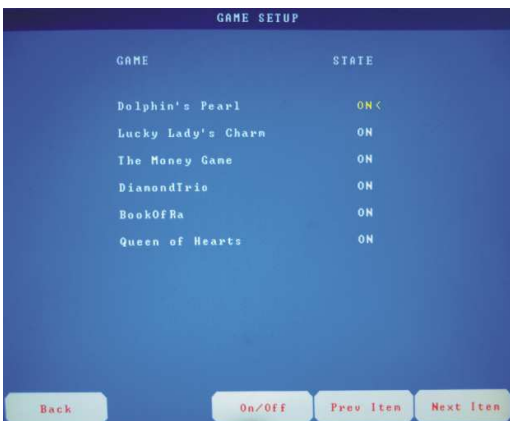 GAME SETUP
GAME STATE
Dolphin's Pearl ON<
Lucky Lady's Charm ON
The Money Game ON
DiamondTrio ON
BookOfRa ON
Queen of Hearts ON
Back On/Off Prev Item Next Item